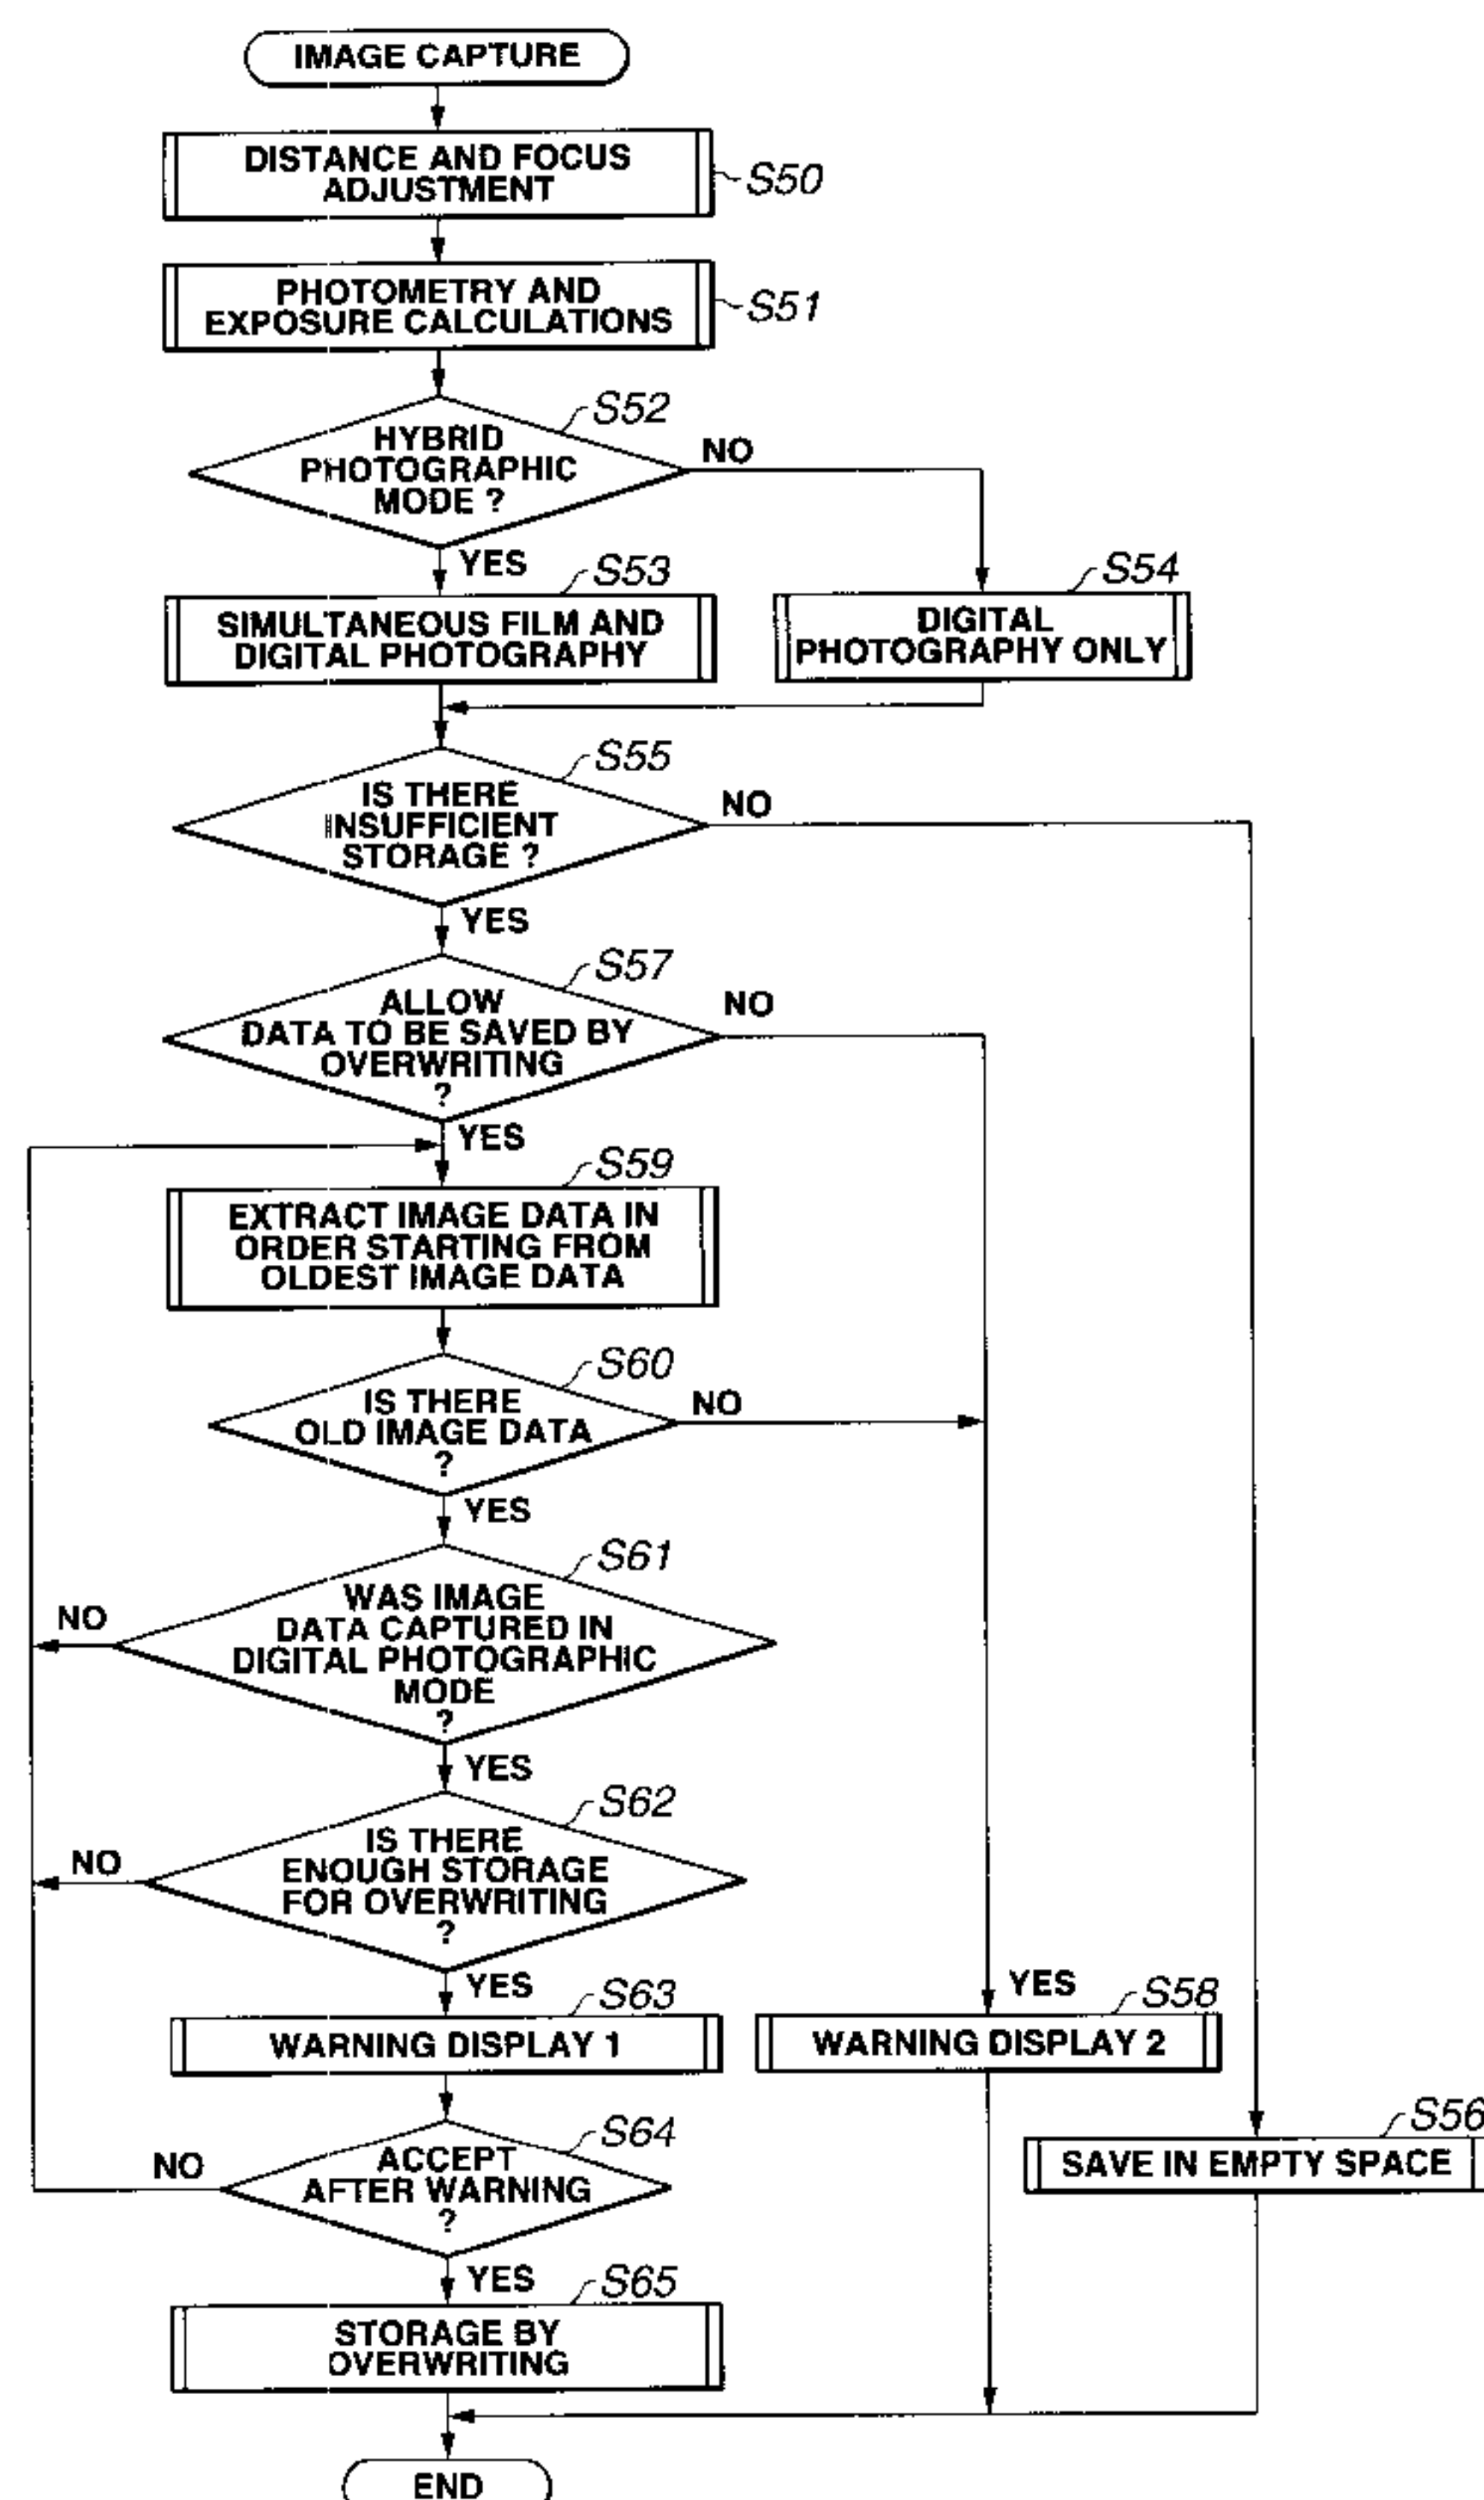 IMAGE CAPTURE
DISTANCE AND FOCUS
ADJUSTMENT
S50
PHOTOMETRY AND
EXPOSURE CALCULATIONS
S51
S52
HYBRID
PHOTOGRAPHIC
MODE ?
NO
YES
S53
SIMULTANEOUS FILM AND
DIGITAL PHOTOGRAPHY
S54
DIGITAL
PHOTOGRAPHY ONLY
S55
IS THERE
INSUFFICIENT
STORAGE ?
NO
YES
S57
ALLOW
DATA TO BE SAVED BY
OVERWRITING
?
NO
YES
S59
EXTRACT IMAGE DATA IN
ORDER STARTING FROM
OLDEST IMAGE DATA
S60
IS THERE
OLD IMAGE DATA
?
NO
YES
S61
WAS IMAGE
DATA CAPTURED IN
DIGITAL PHOTOGRAPHIC
MODE
?
NO
YES
S62
IS THERE
ENOUGH STORAGE
FOR OVERWRITING
?
NO
YES
S63
WARNING DISPLAY 1
YES
S58
WARNING DISPLAY 2
S64
ACCEPT
AFTER WARNING
?
NO
YES
S56
SAVE IN EMPTY SPACE
S65
STORAGE BY
OVERWRITING
END